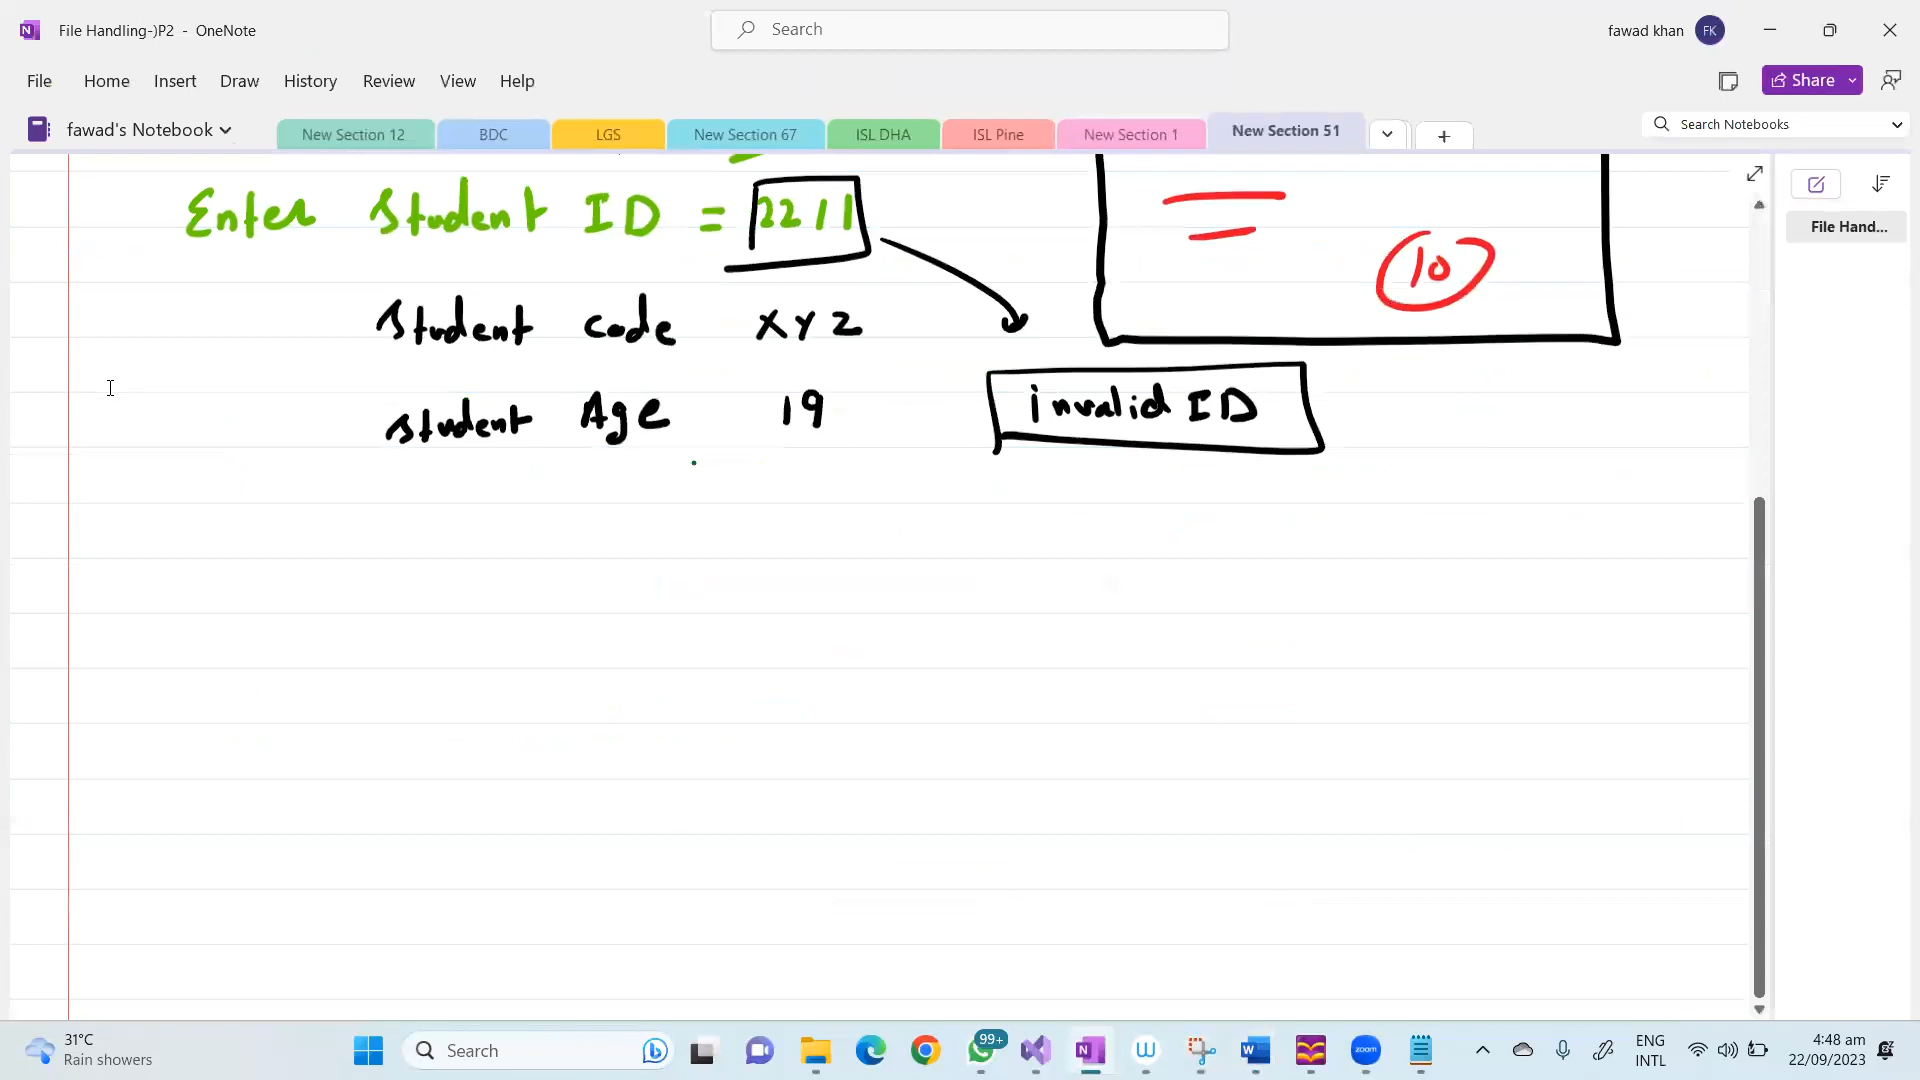 File Handling-)P2 - OneNote
Search
fawad khan
FK
File Home Insert Draw History Review View Help
Share
fawad's Notebook
New Section 12
BDC
LGS
New Section 67
ISL DHA
ISL Pine
New Section 1
New Section 51
Search Notebooks
File Hand...
Enter Student ID = 2211
10
Student code XYZ
invalid ID
student Age 19
31°C
Rain showers
Search
99+
zoom
ENG
INTL
4:48 am
22/09/2023